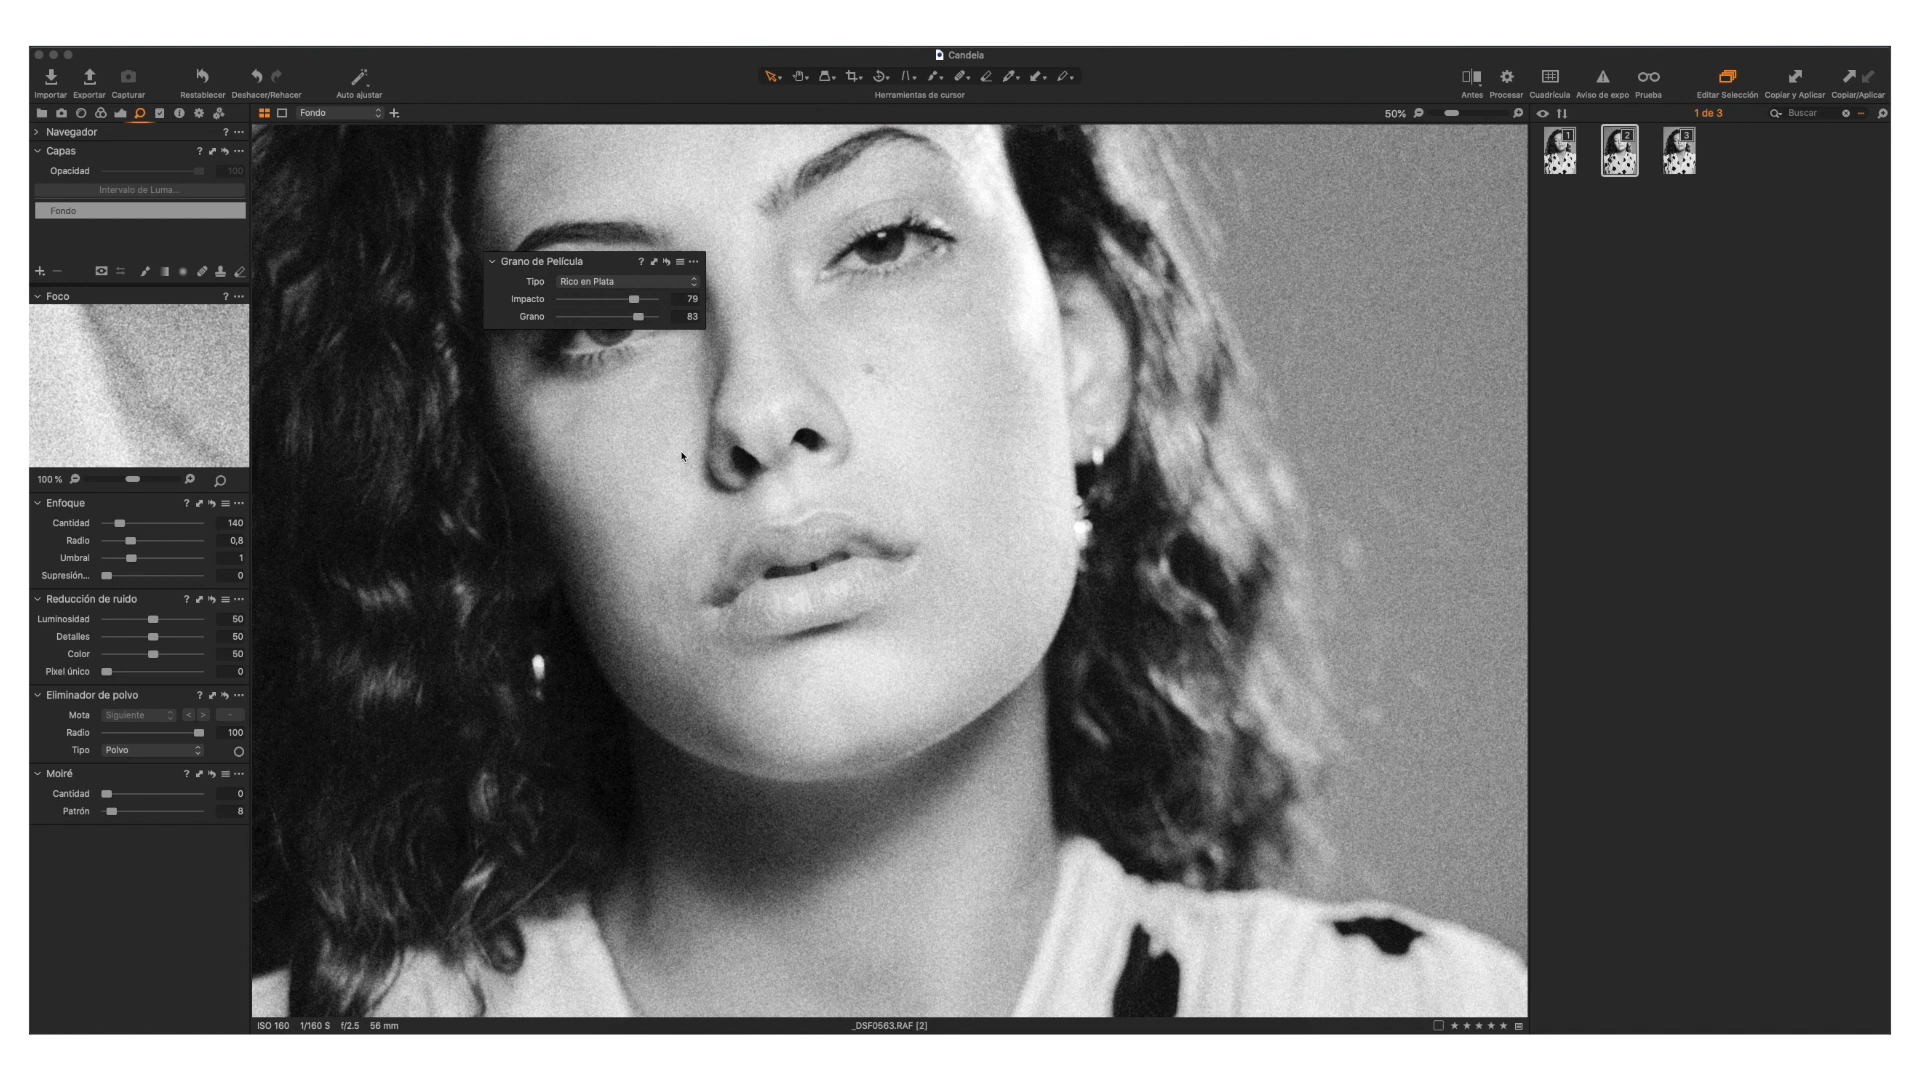 Candela
Importar Exportar Capturar Restablecer Deshacer/Rehacer Auto ajustar Herramientas de cursor Antes Procesar Cuadrícula Aviso de expo Prueba Editar Selección Copiar y Aplicar Copiar/Aplicar
Fondo 50% 1 de 3 Buscar
1 2 3
Navegador ? ...
Capas ? ...
Opacidad 100
Intervalo de Luma...
Fondo
Foco ? ...
100 %
Enfoque ? ...
Cantidad 140
Radio 0,8
Umbral 1
Supresión... 0
Reducción de ruido ? ...
Luminosidad 50
Detalles 50
Color 50
Pixel único 0
Eliminador de polvo ? ...
Mota Siguiente < > -
Radio 100
Tipo Polvo
Moiré ? ...
Cantidad 0
Patrón 8
Grano de Película ? ...
Tipo Rico en Plata
Impacto 79
Grano 83
ISO 160 1/160 S f/2.5 56 mm _DSF0563.RAF [2]